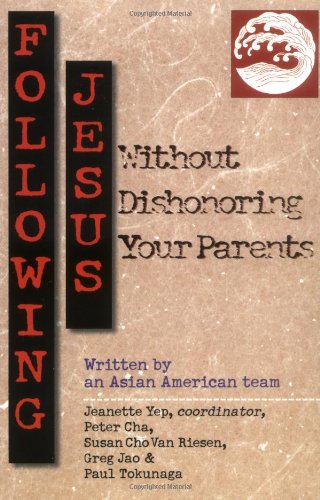 FOLLOWING
JESUS
Without
Dishonoring
Your Parents
Written by
an Asian American team
Jeanette Yep, coordinator,
Peter Cha,
Susan Cho Van Riesen,
Greg Jao &
Paul Tokunaga